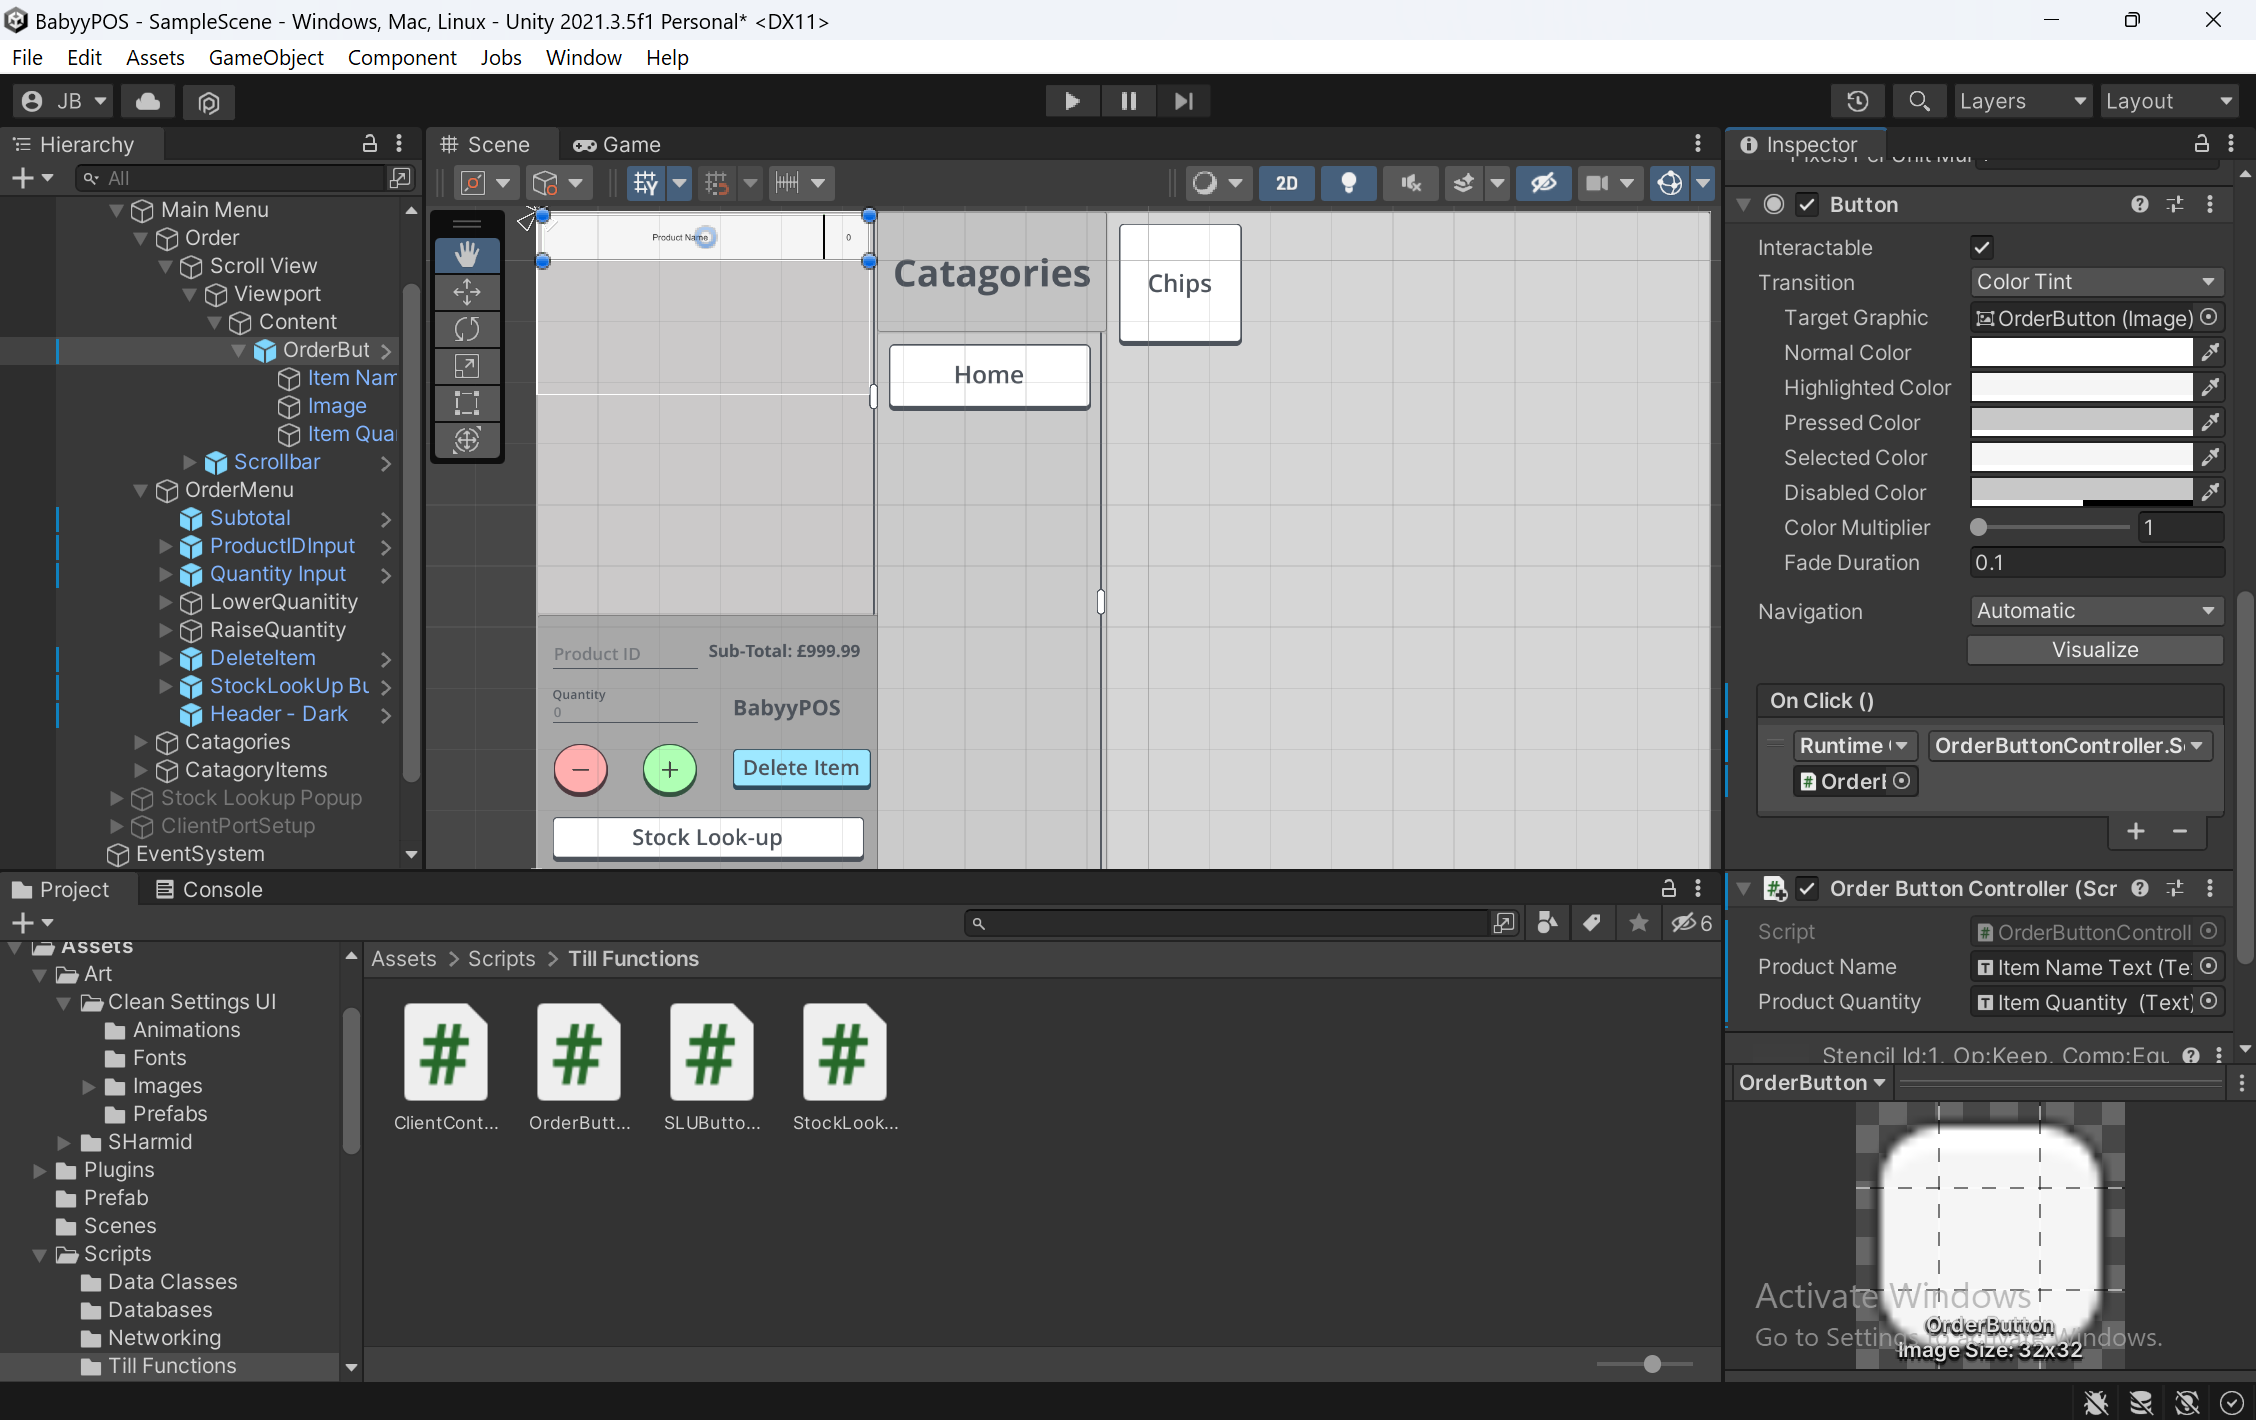 BabyyPOS - SampleScene - Windows, Mac, Linux - Unity 2021.3.5f1 Personal* <DX11>
File Edit Assets GameObject Component Jobs Window Help
JB
Layers
Layout
Hierarchy
All
Main Menu
Order
Scroll View
Viewport
Content
OrderBut
Item Nam
Image
Item Qua
Scrollbar
OrderMenu
Subtotal
ProductIDInput
Quantity Input
LowerQuanitity
RaiseQuantity
DeleteItem
StockLookUp Bu
Header - Dark
Catagories
CatagoryItems
Stock Lookup Popup
ClientPortSetup
EventSystem
Scene
Game
2D
Product Name
0
Catagories
Chips
Home
Product ID
Sub-Total: £999.99
Quantity
0
BabyyPOS
−
+
Delete Item
Stock Look-up
Inspector
Button
Interactable
Transition
Color Tint
Target Graphic
OrderButton (Image)
Normal Color
Highlighted Color
Pressed Color
Selected Color
Disabled Color
Color Multiplier
1
Fade Duration
0.1
Navigation
Automatic
Visualize
On Click ()
Runtime
OrderButtonController.S
OrderB
+ −
Order Button Controller (Scr
Script
OrderButtonControll
Product Name
Item Name Text (Te
Product Quantity
Item Quantity (Text)
Stencil Id:1, Op:Keep, Comp:Equ
OrderButton
OrderButton
Image Size: 32x32
Activate Windows
Go to Settings to activate Windows.
Project
Console
6
Assets
Art
Clean Settings UI
Animations
Fonts
Images
Prefabs
SHarmid
Plugins
Prefab
Scenes
Scripts
Data Classes
Databases
Networking
Till Functions
Assets > Scripts > Till Functions
ClientCont...
OrderButt...
SLUButto...
StockLook...